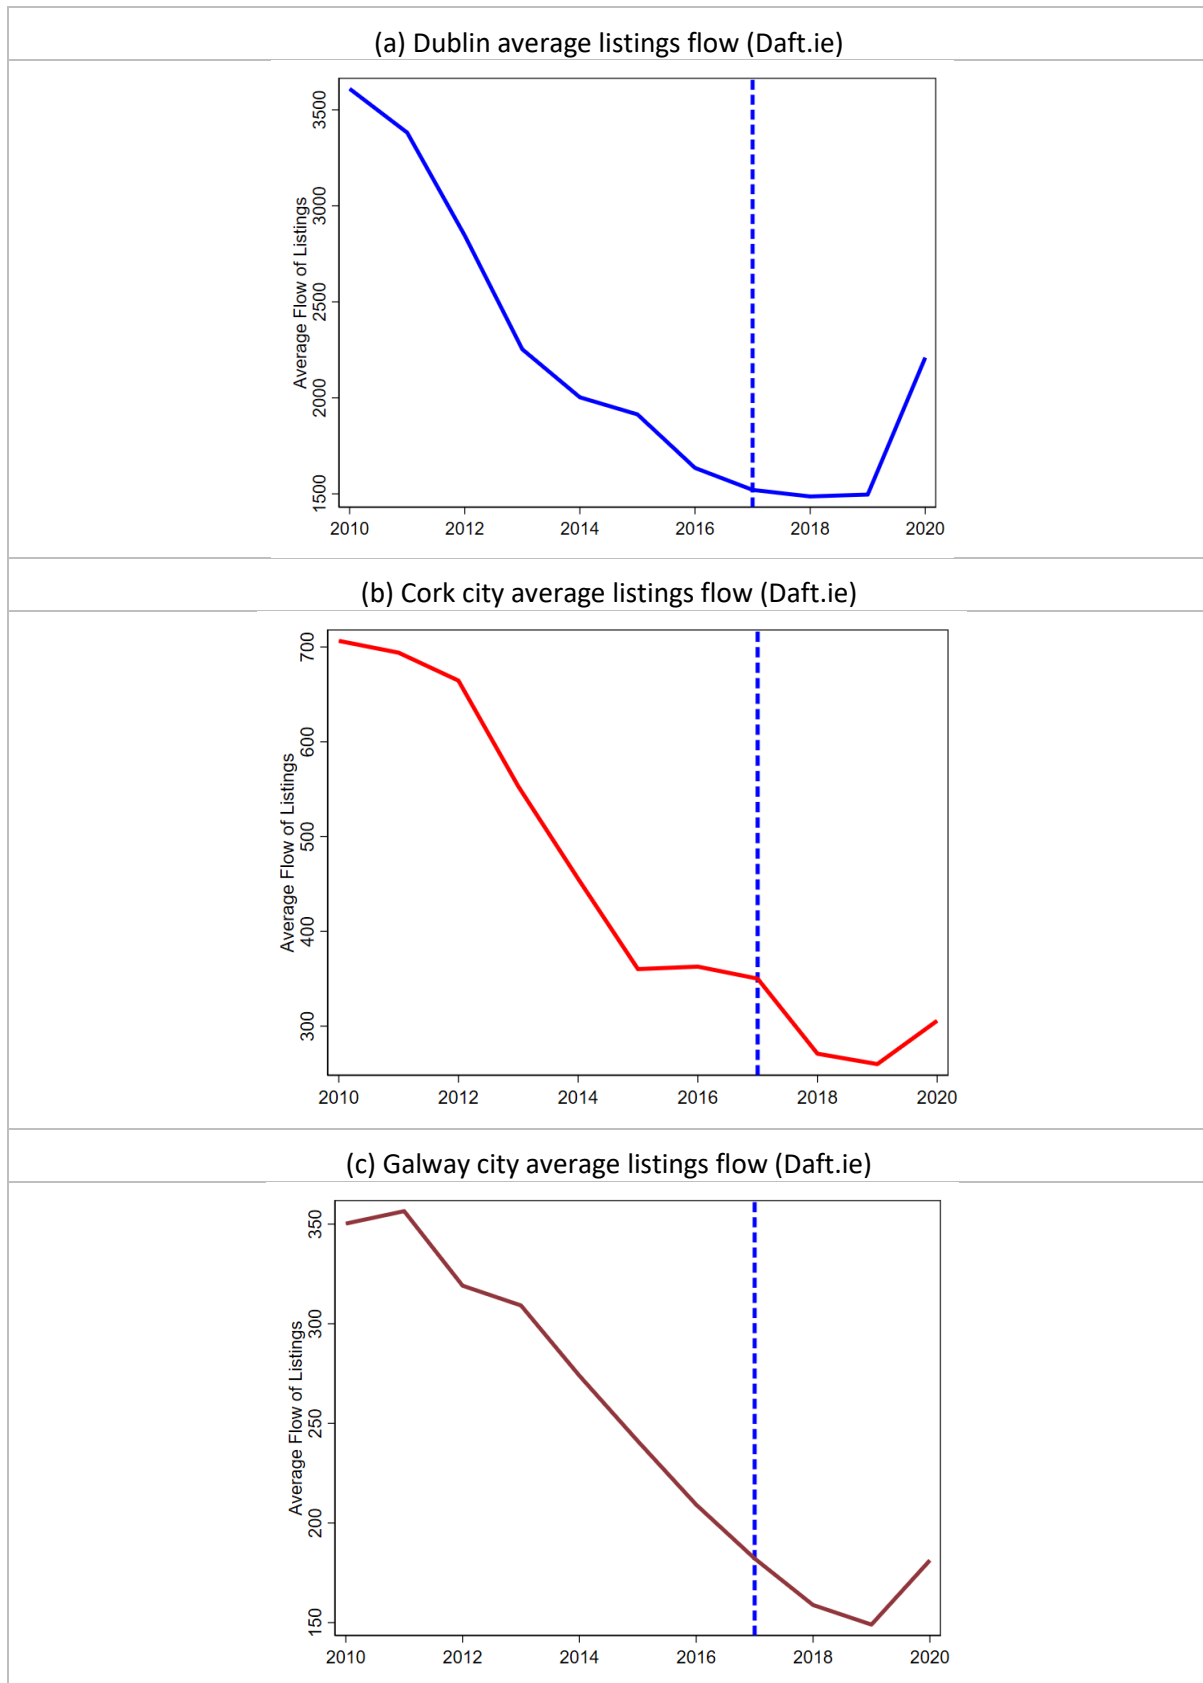 (a) Dublin average listings flow (Daft.ie)
Average Flow of Listings
3500
3000
2500
2000
1500
2010 2012 2014 2016 2018 2020
(b) Cork city average listings flow (Daft.ie)
Average Flow of Listings
700
600
500
400
300
2010 2012 2014 2016 2018 2020
(c) Galway city average listings flow (Daft.ie)
Average Flow of Listings
350
300
250
200
150
2010 2012 2014 2016 2018 2020